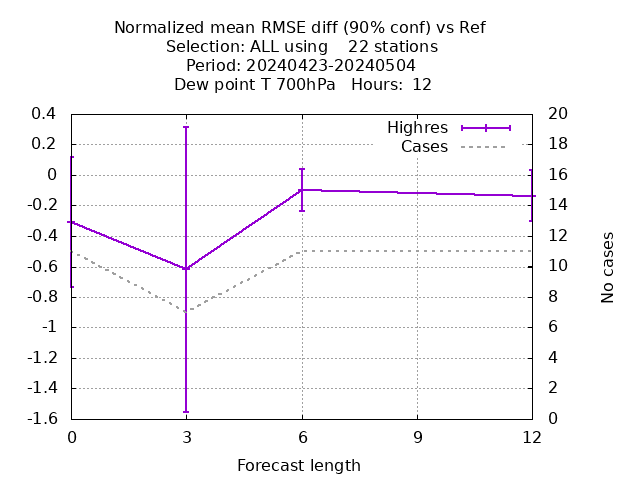 Normalized mean RMSE diff (90% conf) vs Ref
Selection: ALL using    22 stations
Period: 20240423-20240504
Dew point T 700hPa   Hours:  12
Highres
Cases
0.4
0.2
0
-0.2
-0.4
-0.6
-0.8
-1
-1.2
-1.4
-1.6
20
18
16
14
12
10
8
6
4
2
0
No cases
0 3 6 9 12
Forecast length